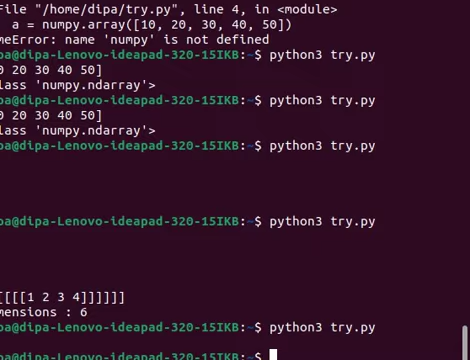 File "/home/dipa/try.py", line 4, in <module>
a = numpy.array([10, 20, 30, 40, 50])
meError: name 'numpy' is not defined
pa@dipa-Lenovo-ideapad-320-15IKB:~$ python3 try.py
0 20 30 40 50]
class 'numpy.ndarray'>
pa@dipa-Lenovo-ideapad-320-15IKB:~$ python3 try.py
0 20 30 40 50]
class 'numpy.ndarray'>
pa@dipa-Lenovo-ideapad-320-15IKB:~$ python3 try.py
pa@dipa-Lenovo-ideapad-320-15IKB:~$ python3 try.py
[[[[1 2 3 4]]]]]]
mensions : 6
pa@dipa-Lenovo-ideapad-320-15IKB:~$ python3 try.py
pa@dipa-Lenovo-ideapad-320-15IKB:~$